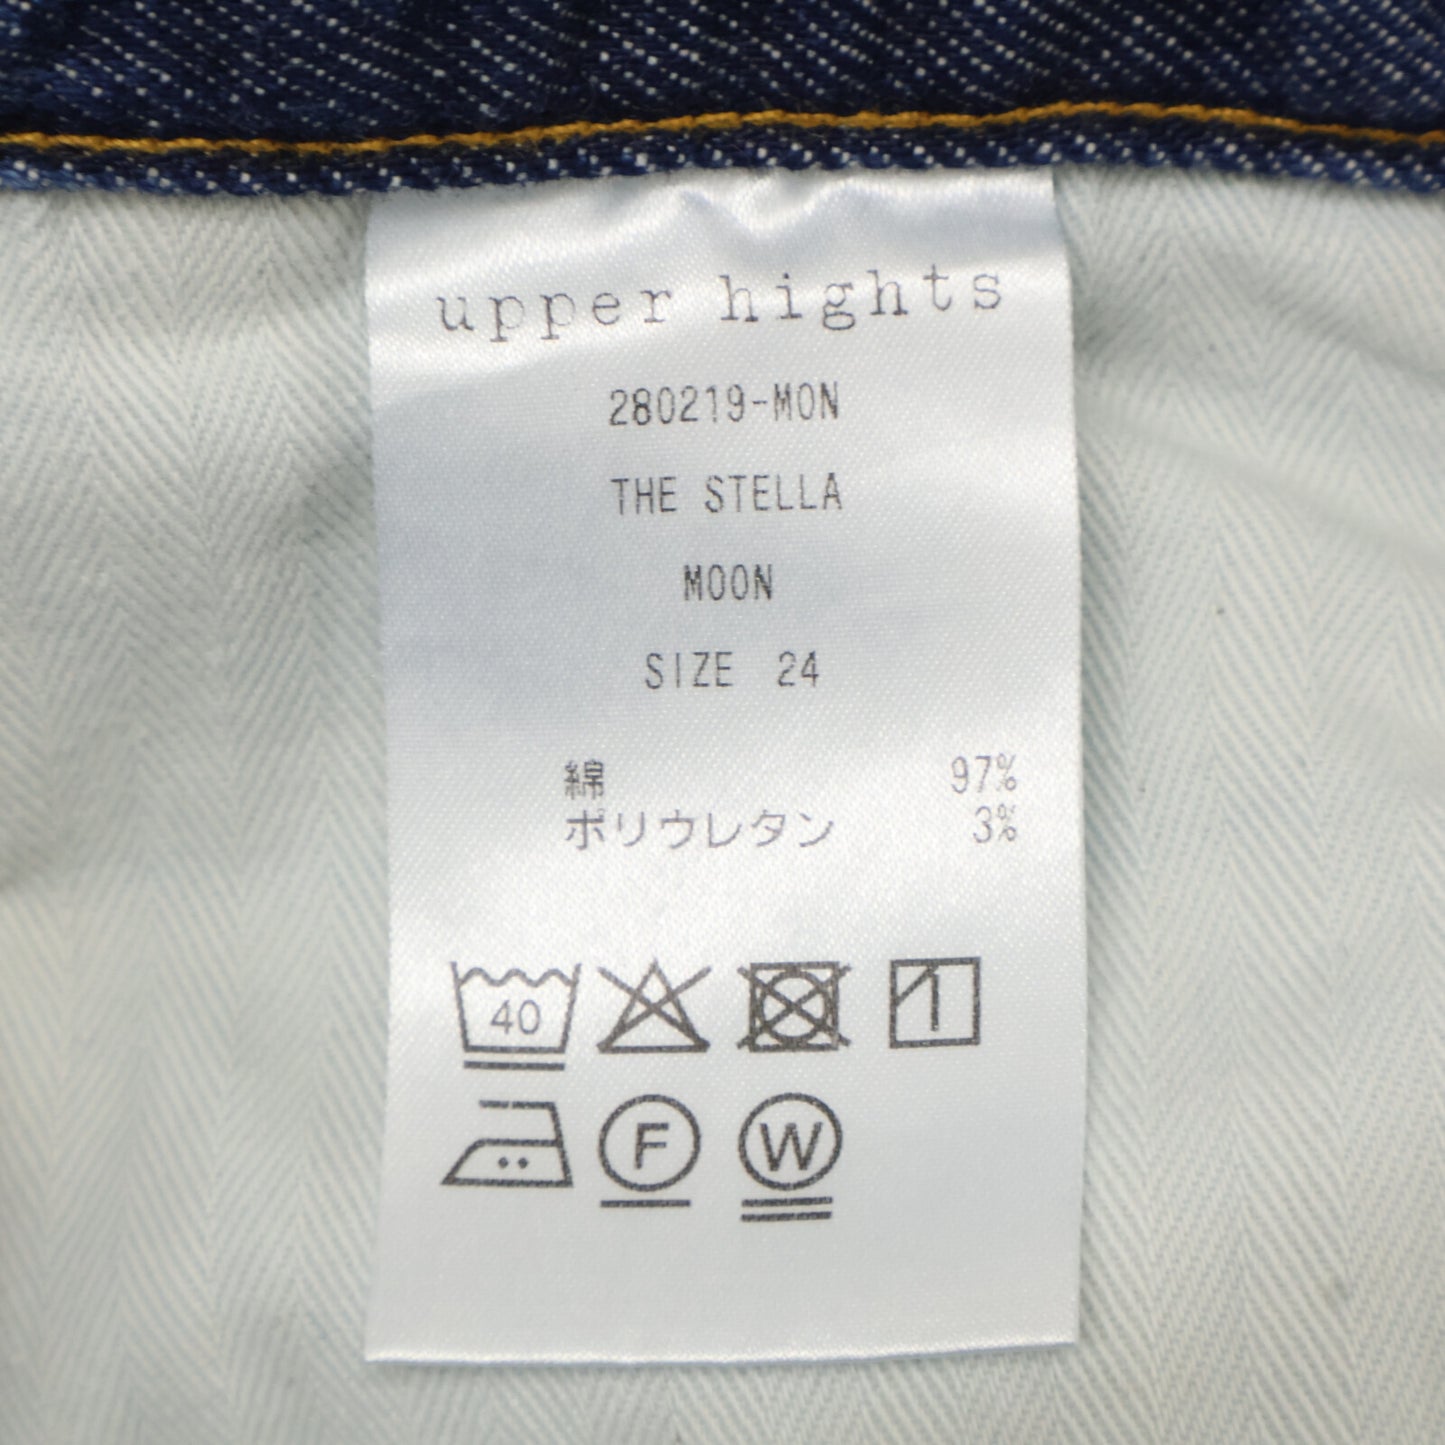 upper hights
280219-MON
THE STELLA
MOON
SIZE 24
綿 97%
ポリウレタン 3%
40
F W